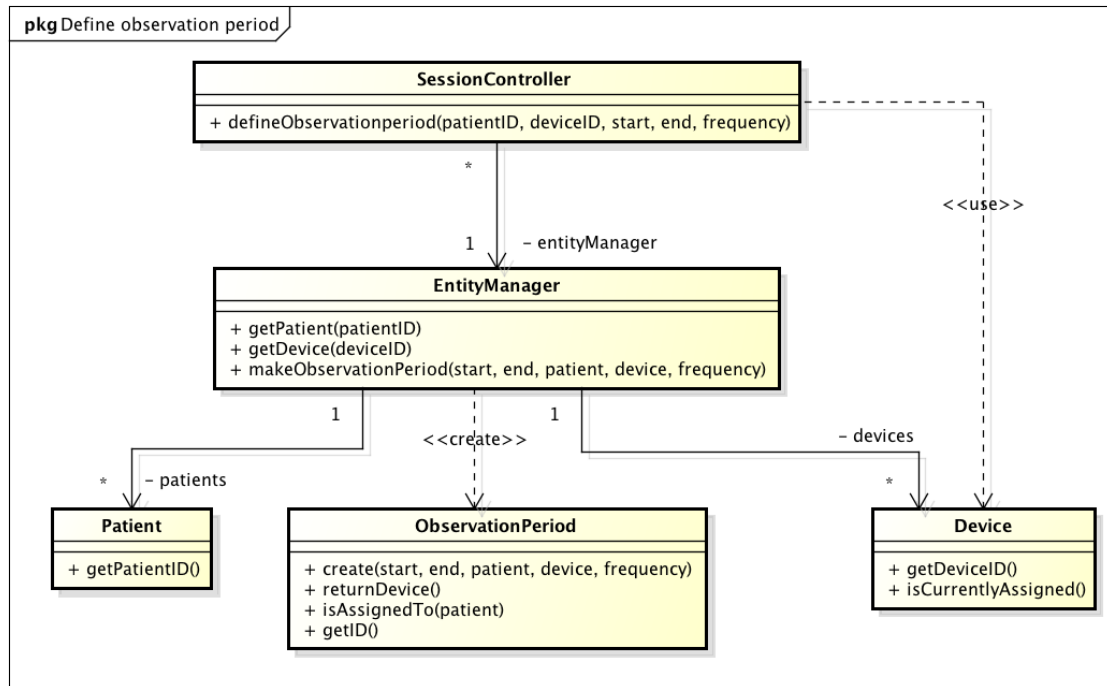 pkg Define observation period
SessionController
+ defineObservationperiod(patientID, deviceID, start, end, frequency)
*
<<use>>
1
- entityManager
EntityManager
+ getPatient(patientID)
+ getDevice(deviceID)
+ makeObservationPeriod(start, end, patient, device, frequency)
1
1
<<create>>
- devices
*
- patients
*
Patient
ObservationPeriod
Device
+ getPatientID()
+ create(start, end, patient, device, frequency)
+ returnDevice()
+ isAssignedTo(patient)
+ getID()
+ getDeviceID()
+ isCurrentlyAssigned()